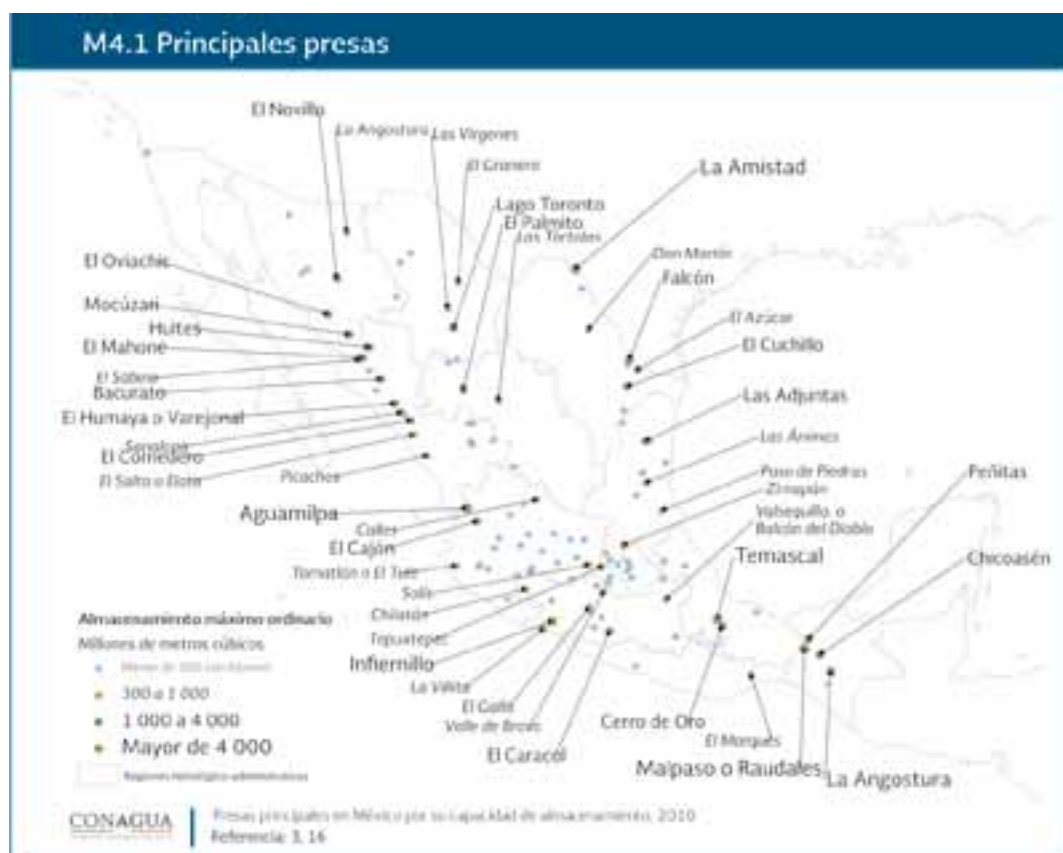 M4.1 Principales presas
El Novillo
La Angostura
Las Vírgenes
El Granero
La Amistad
Lago Toronto
El Palmito
Las Tórtolas
Don Martín
Falcón
El Oviachic
Mocúzari
Huites
El Mahone
El Sabino
Bacurato
El Azúcar
El Cuchillo
El Humaya o Varejonal
Sanalona
El Comedero
El Salto o Elota
Picachos
Las Adjuntas
Las Ánimas
Paso de Piedras
Zimapán
Peñitas
Aguamilpa
Calles
El Cajón
Valsequillo o
Balcón del Diablo
Temascal
Chicoasén
Tomatlán o El Tule
Solís
Chilatán
Tepuxtepec
Infiernillo
La Villita
El Gallo
Valle de Bravo
El Caracol
Cerro de Oro
El Marqués
Malpaso o Raudales
La Angostura
Almacenamiento máximo ordinario
Millones de metros cúbicos
300 a 1 000
1 000 a 4 000
Mayor de 4 000
Regiones hidrológico administrativas
CONAGUA
Presas principales en México por su capacidad de almacenamiento, 2010
Referencia: 3, 16